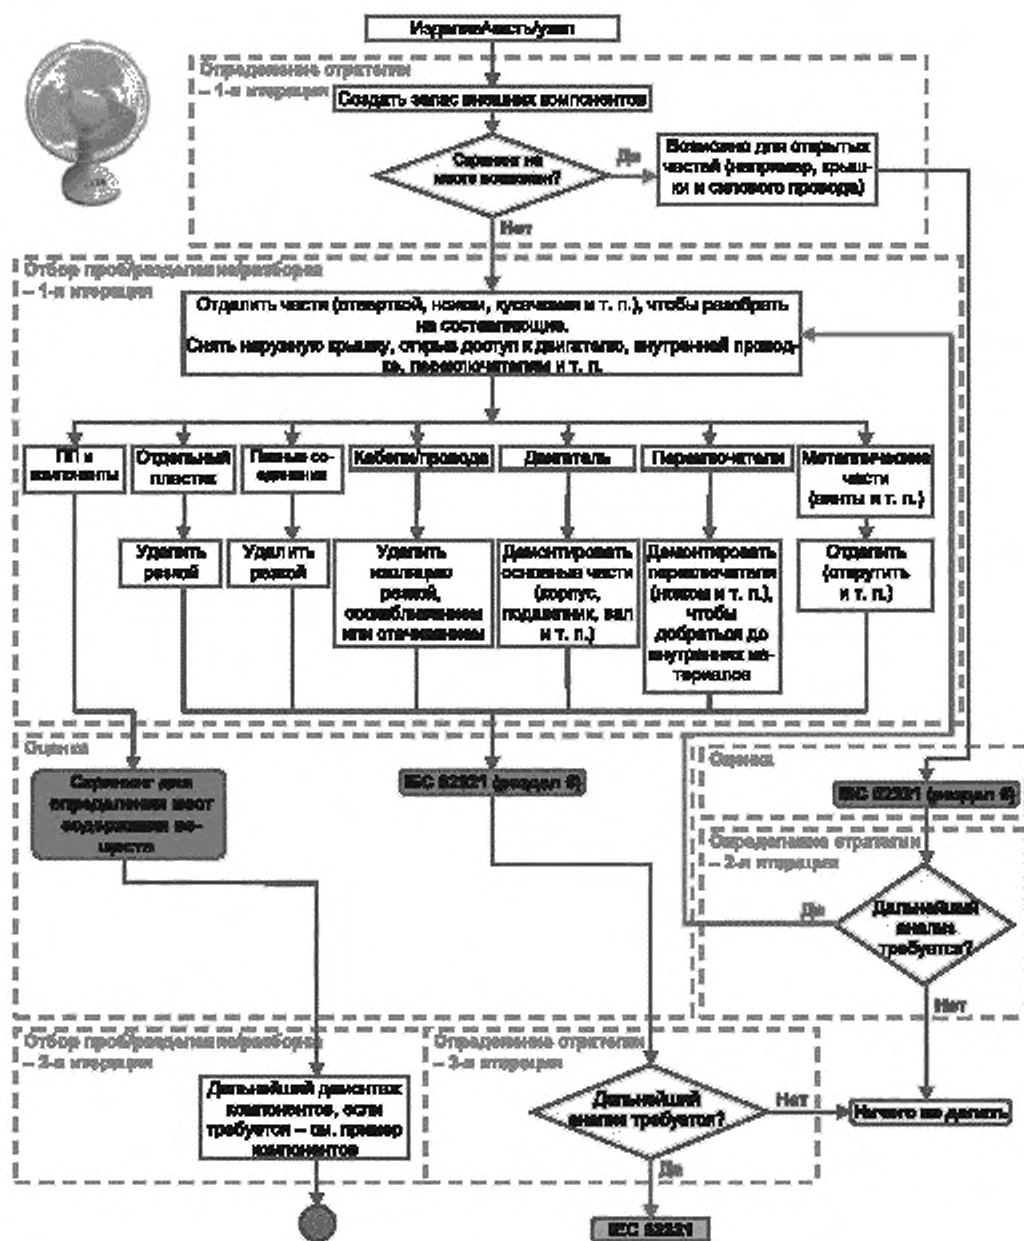 Изделие/часть/узел
Определение стратегии
– 1-я итерация
Создать запас внешних компонентов
Скрининг на
месте возможен?
Да
Возможно для открытых
частей (например, крыш-
ки и силового провода)
Нет
Отбор проб/разделение/разборка
– 1-я итерация
Отделить части (отверткой, ножом, кусачками и т. п.), чтобы разобрать
на составляющие.
Снять наружную крышку, открыв доступ к двигателю, внутренней провод-
ке, переключателям и т. п.
ПП и
компоненты
Отдельный
пластик
Паяные со-
единения
Кабели/провода
Двигатель
Переключатели
Металлические
части
(винты и т. п.)
Удалить
резкой
Удалить
резкой
Удалить
изоляцию
резкой,
соскабливанием
или стачиванием
Демонтировать
основные части
(корпус,
подшипник, вал
и т. п.)
Демонтировать
переключатели
(ножом и т. п.),
чтобы
добраться до
внутренних ма-
териалов
Отделить
(открутить
и т. п.)
Оценка
Скрининг для
определения мест
содержания ве-
ществ
IEC 62321 (раздел 6)
Оценка
IEC 62321 (раздел 6)
Определение стратегии
– 2-я итерация
Да
Дальнейший
анализ
требуется?
Нет
Отбор проб/разделение/разборка
– 2-я итерация
Дальнейший демонтаж
компонентов, если
требуется – см. пример
компонентов
Определение стратегии
– 2-я итерация
Дальнейший
анализ требуется?
Нет
Ничего не делать
Да
IEC 62321